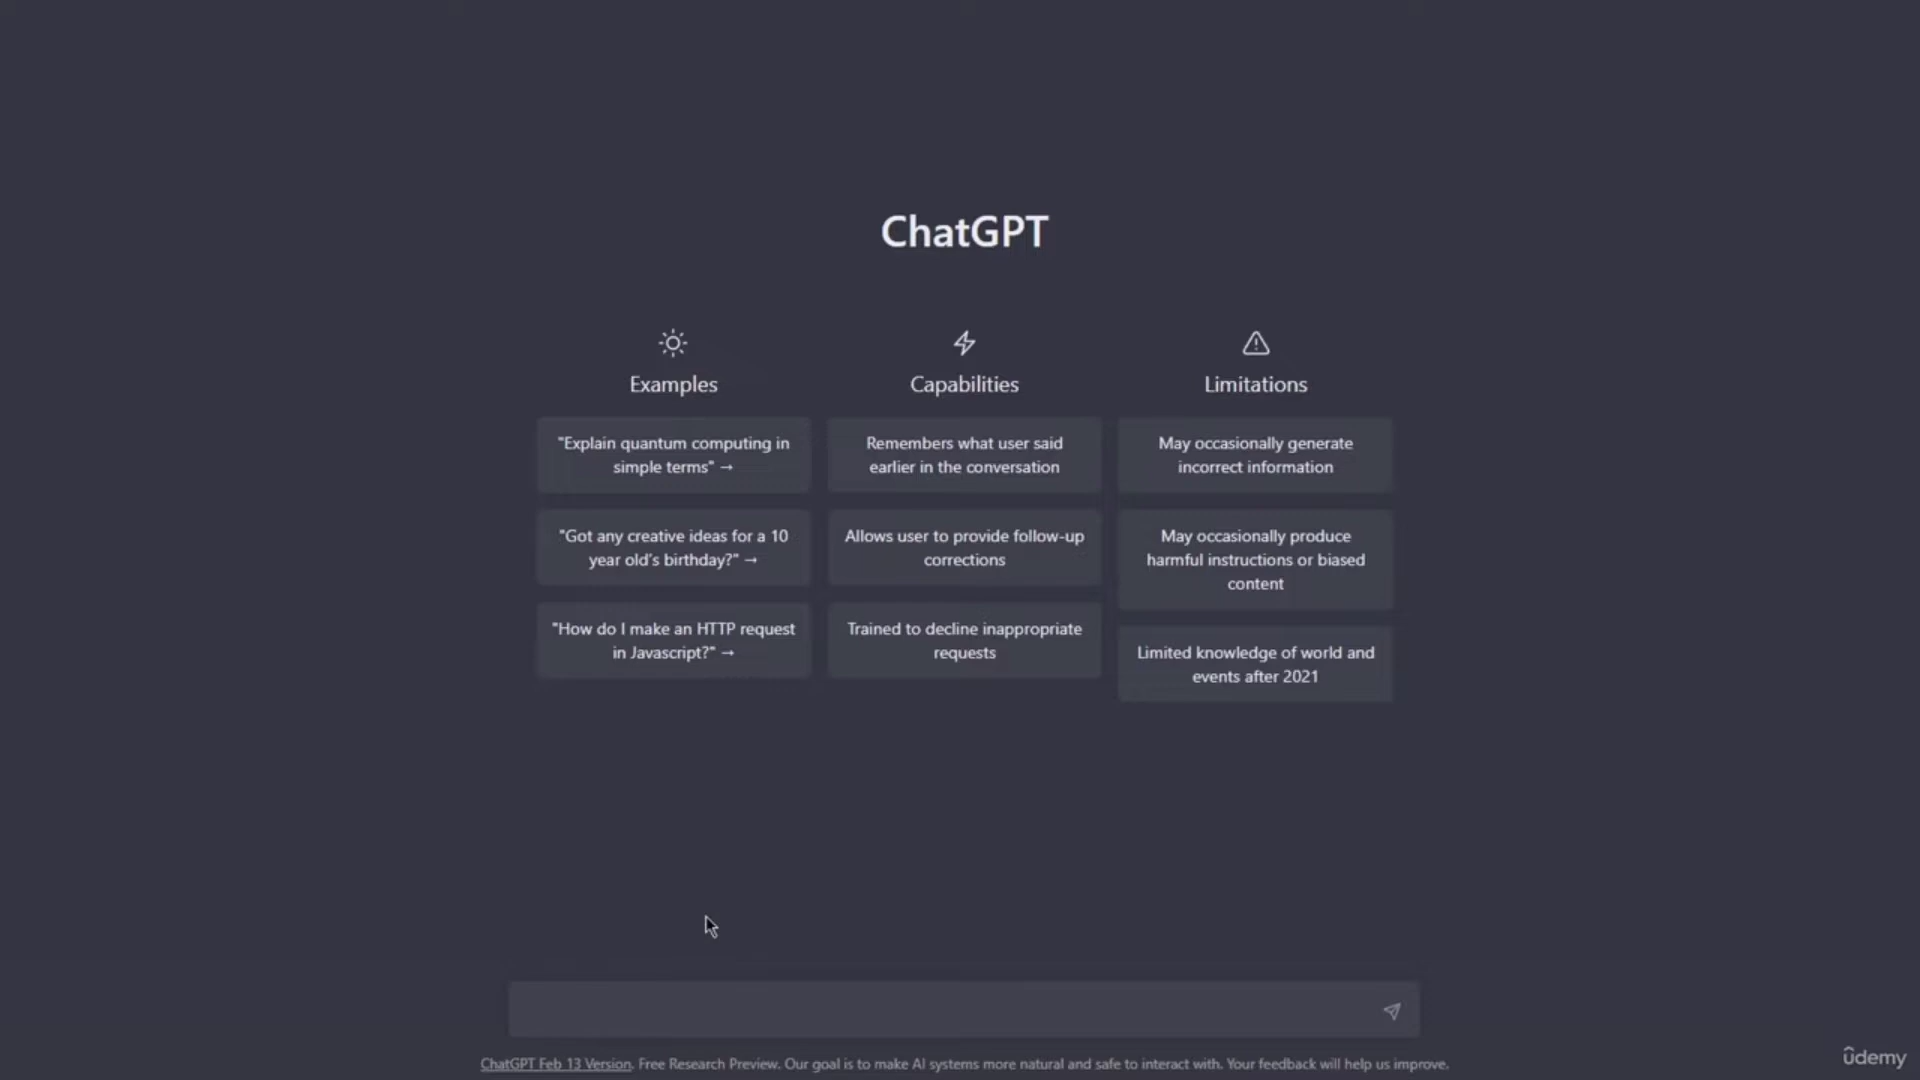 ChatGPT
Examples
"Explain quantum computing in
simple terms" →
"Got any creative ideas for a 10
year old's birthday?" →
"How do I make an HTTP request
in Javascript?" →
Capabilities
Remembers what user said
earlier in the conversation
Allows user to provide follow-up
corrections
Trained to decline inappropriate
requests
Limitations
May occasionally generate
incorrect information
May occasionally produce
harmful instructions or biased
content
Limited knowledge of world and
events after 2021
ChatGPT Feb 13 Version. Free Research Preview. Our goal is to make AI systems more natural and safe to interact with. Your feedback will help us improve.
ûdemy